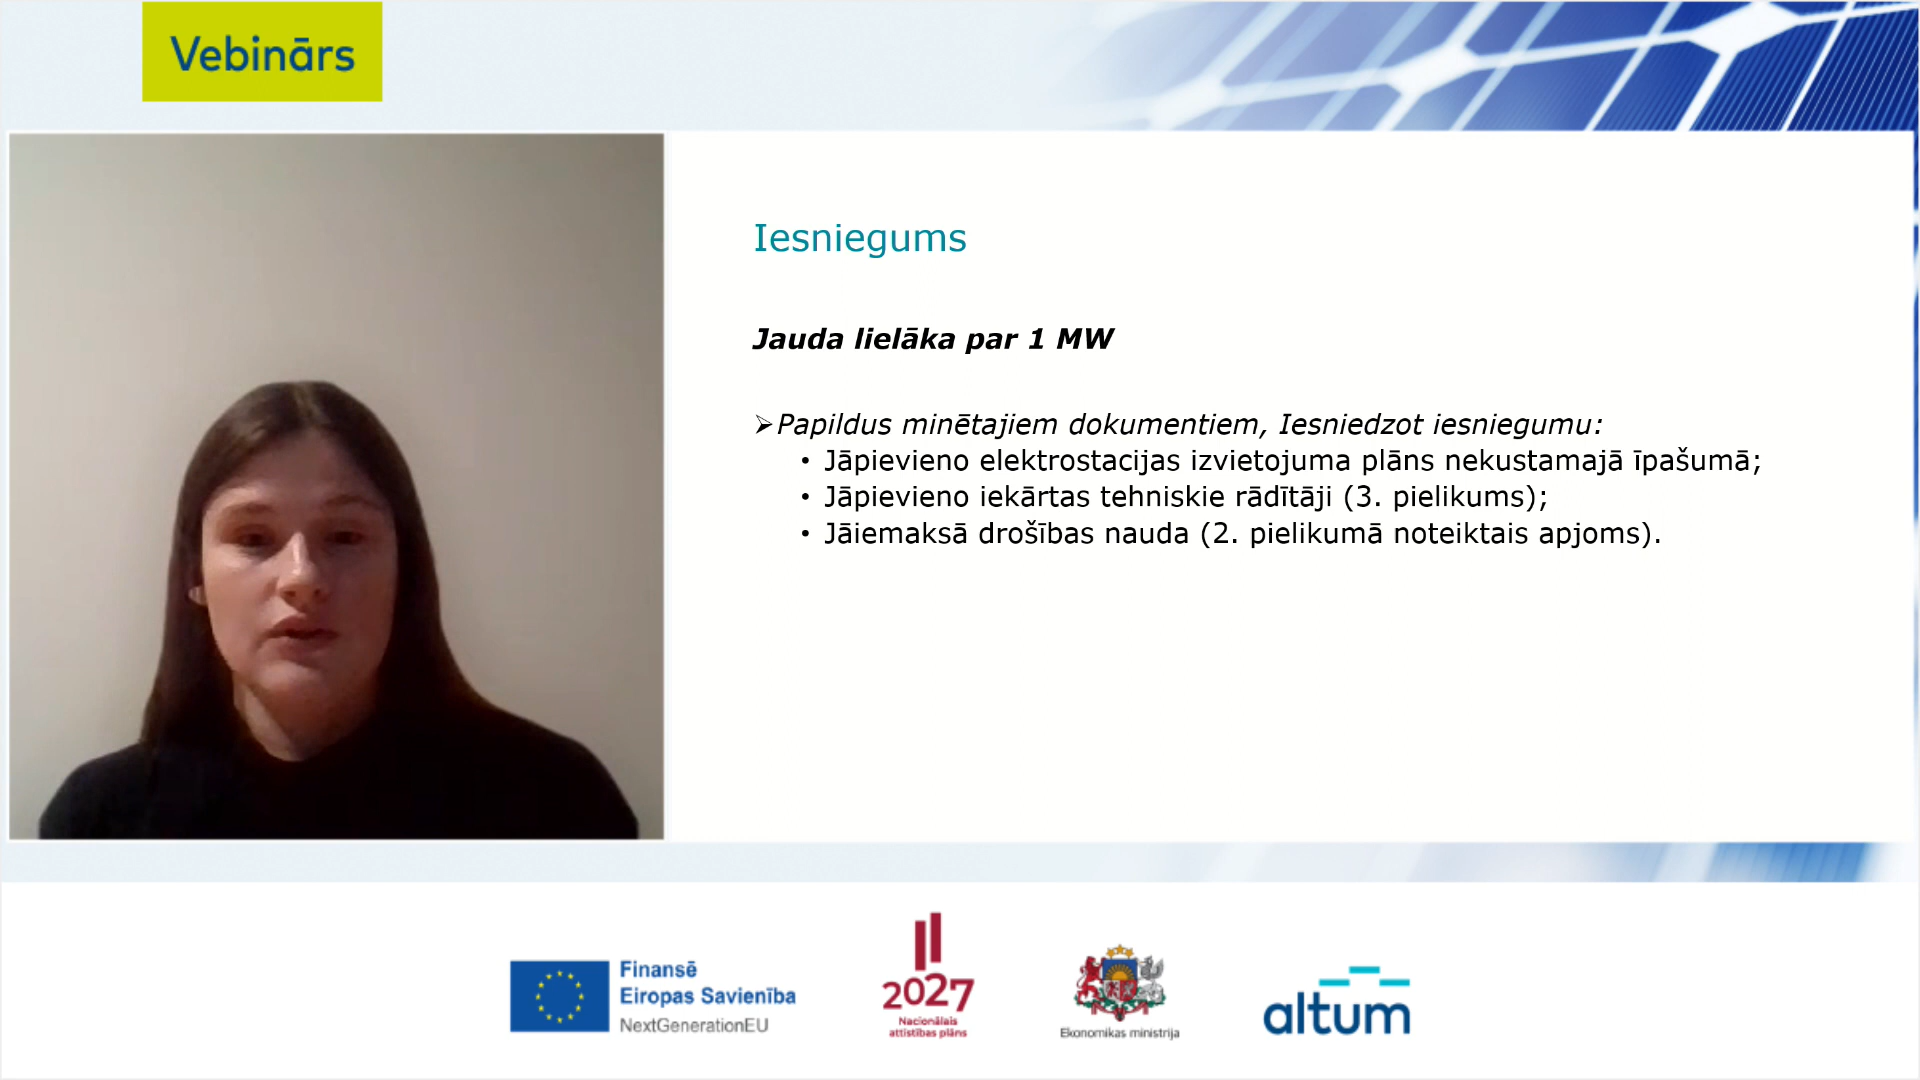 Vebinārs
Iesniegums
Jauda lielāka par 1 MW
➢Papildus minētajiem dokumentiem, Iesniedzot iesniegumu:
• Jāpievieno elektrostacijas izvietojuma plāns nekustamajā īpašumā;
• Jāpievieno iekārtas tehniskie rādītāji (3. pielikums);
• Jāiemaksā drošības nauda (2. pielikumā noteiktais apjoms).
Finansē
Eiropas Savienība
NextGenerationEU
2027
Nacionālais
attīstības plāns
Ekonomikas ministrija
altum